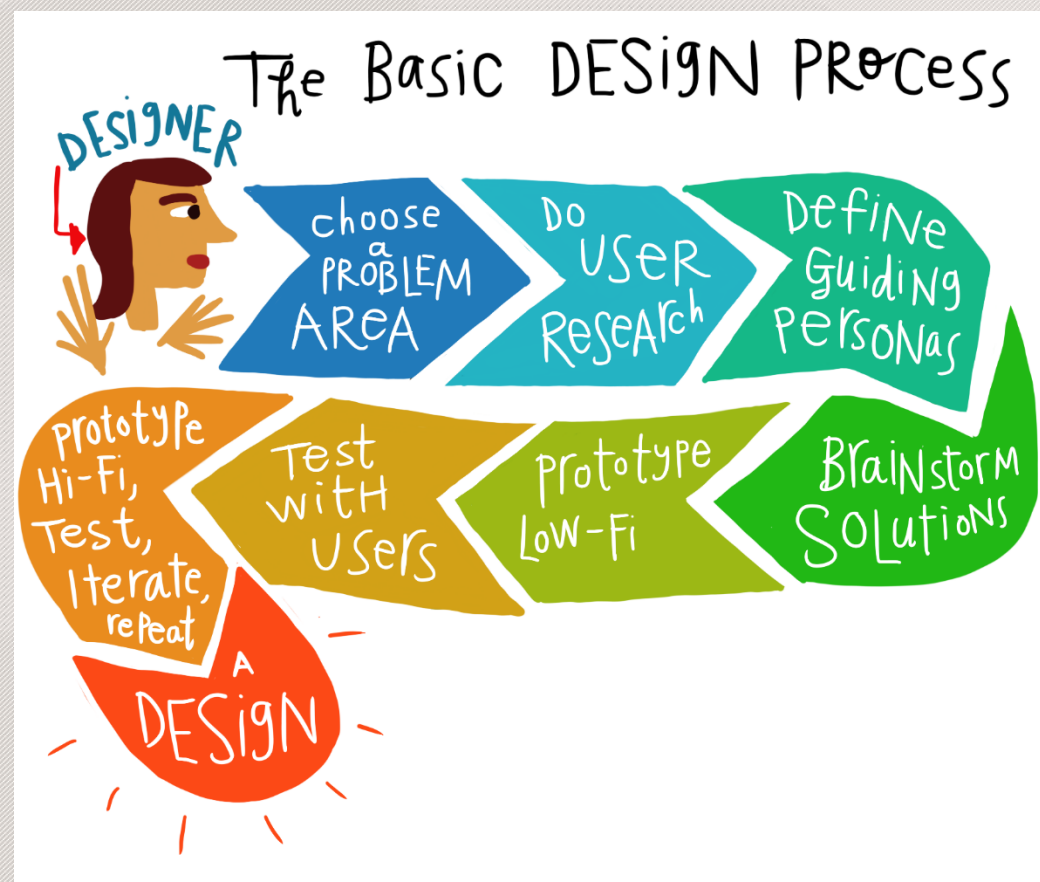 The Basic DESIGN PROCESS
DESIGNER
choose
a
PROBLEM
AREA
DO
USER
RESEARCH
DEFINE
Guiding
PERSONAS
BRAINSTORM
SOLUTIONS
PROTOTYPE
LOW-Fi
TEST
WITH
USERS
PROTOTYPE
Hi-Fi,
TEST,
Iterate,
repeat
A
DESIGN